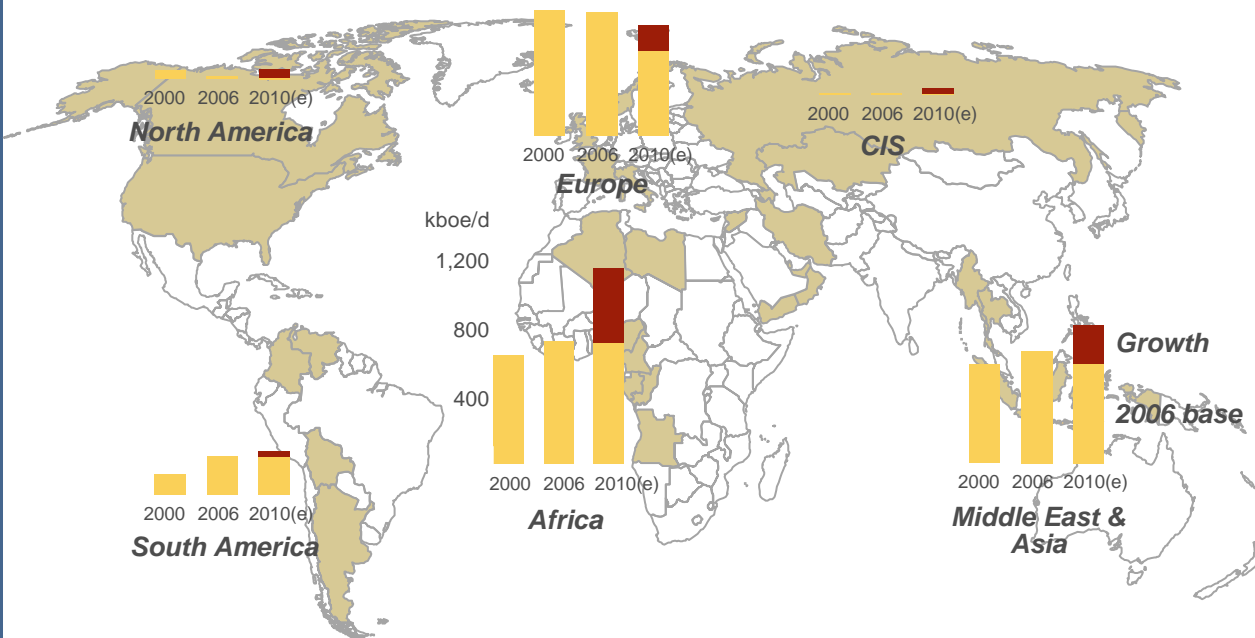 2000 2006 2010(e)
North America
2000 2006 2010(e)
Europe
2000 2006 2010(e)
CIS
kboe/d
1,200
800
400
2000 2006 2010(e)
Africa
Growth
2006 base
2000 2006 2010(e)
Middle East &
Asia
2000 2006 2010(e)
South America